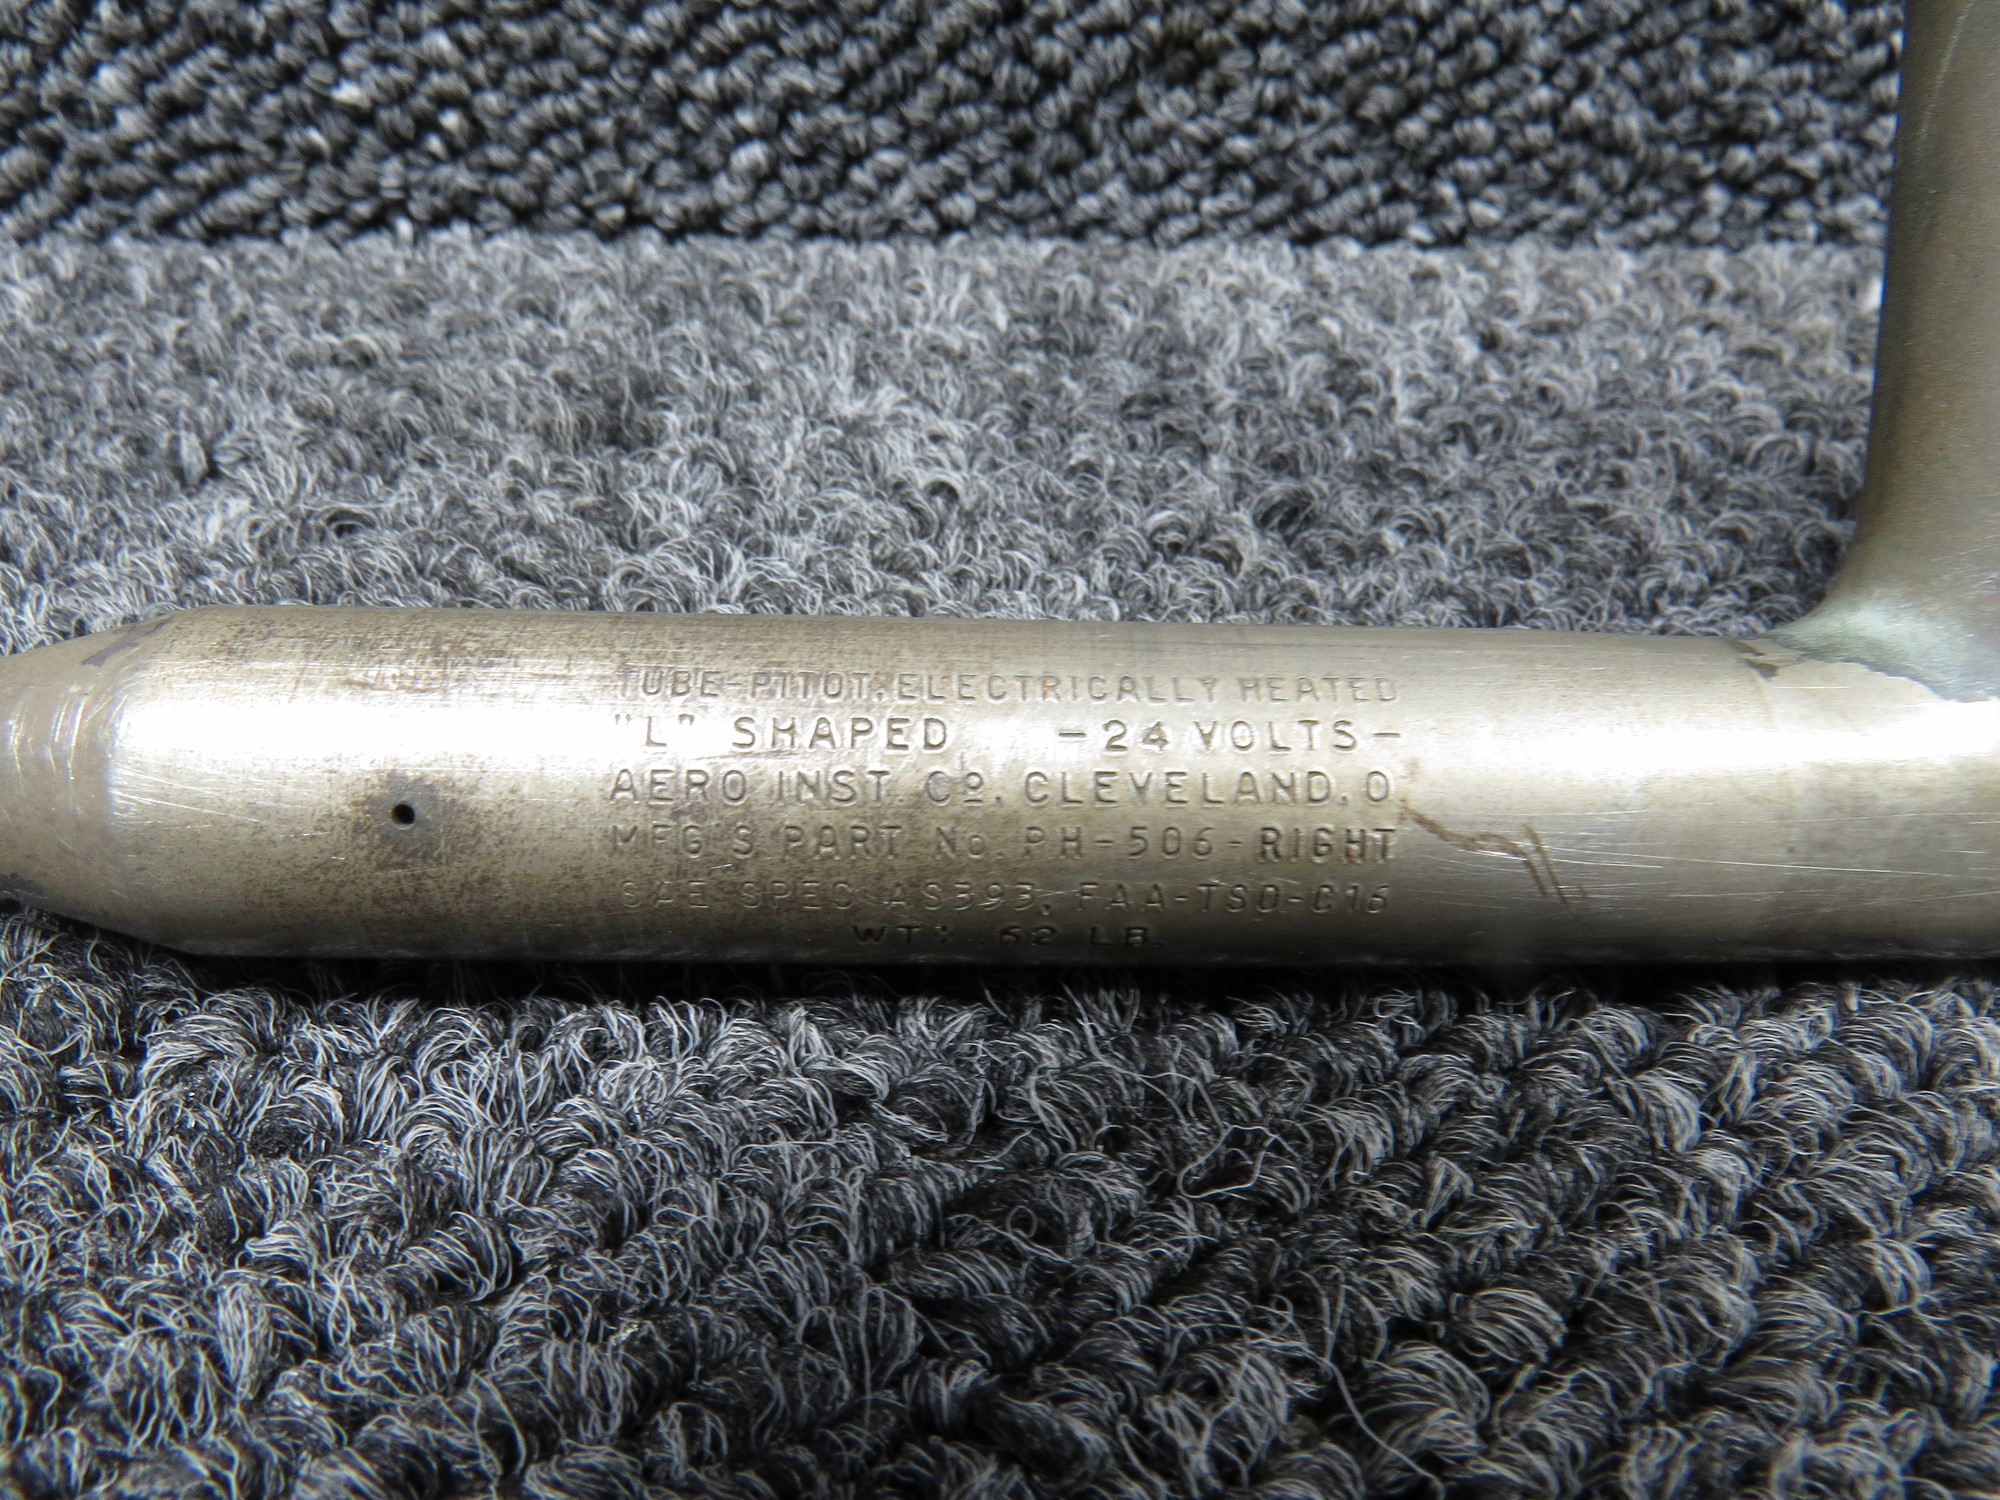 TUBE-PITOT, ELECTRICALLY HEATED
"L" SHAPED -24 VOLTS-
AERO INST. Co. CLEVELAND, O.
MFG'S PART No. PH-506-RIGHT
SAE SPEC AS393, FAA-TSO-C16
WT: .62 LB.